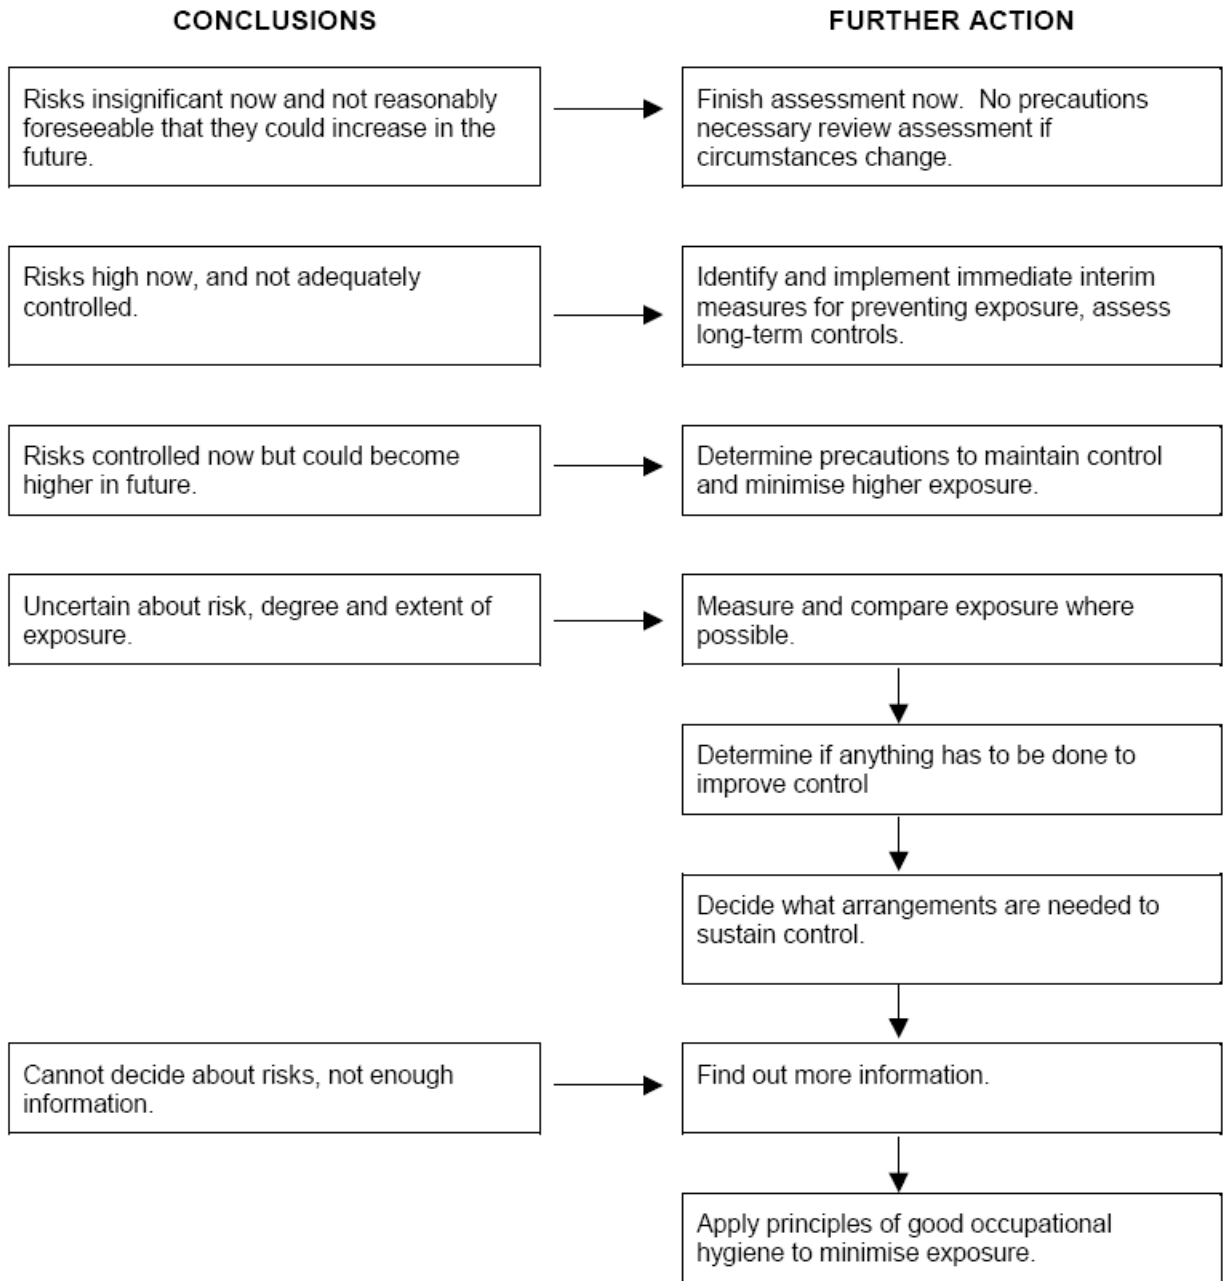 CONCLUSIONS
FURTHER ACTION
Risks insignificant now and not reasonably
foreseeable that they could increase in the
future.
Finish assessment now.  No precautions
necessary review assessment if
circumstances change.
Risks high now, and not adequately
controlled.
Identify and implement immediate interim
measures for preventing exposure, assess
long-term controls.
Risks controlled now but could become
higher in future.
Determine precautions to maintain control
and minimise higher exposure.
Uncertain about risk, degree and extent of
exposure.
Measure and compare exposure where
possible.
Determine if anything has to be done to
improve control
Decide what arrangements are needed to
sustain control.
Cannot decide about risks, not enough
information.
Find out more information.
Apply principles of good occupational
hygiene to minimise exposure.